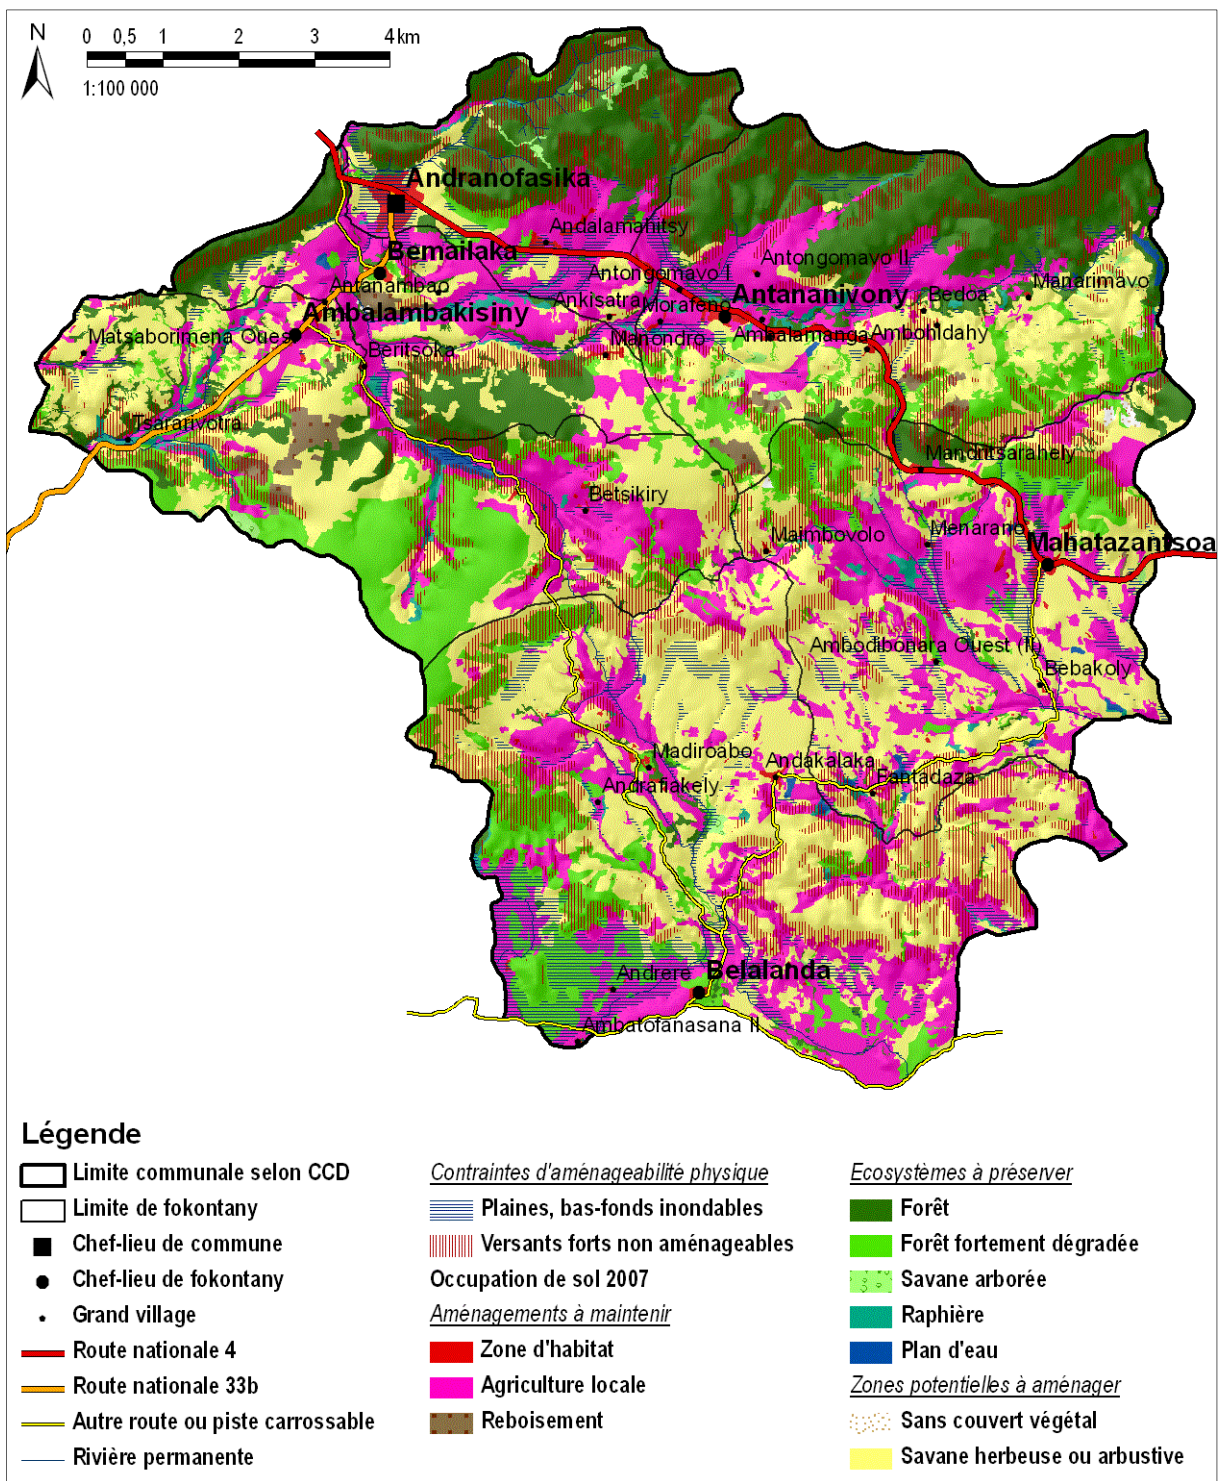 N
0 0,5 1 2 3 4 km
1:100 000
Andranofasika
Andalamahitsy
Bemailaka
Antongomavo II
Antongomavo I
Manarimavo
Antanambao
Bedoa
Ankisatra
Morafeno
Antananivony
Ambalambakisiny
Matsaborimena Ouest
Manondro
Ambalamanga
Ambohidahy
Beritsoka
Tsararivotra
Mandritsarahely
Betsikiry
Maimbovolo
Menarano
Mahatazantsoa
Ambodibonara Ouest (II)
Bebakoly
Madiroabo
Andakalaka
Andrafiakely
Fantadaza
Andrere
Belalanda
Ambatofanasana II
Légende
Limite communale selon CCD
Limite de fokontany
Chef-lieu de commune
Chef-lieu de fokontany
Grand village
Route nationale 4
Route nationale 33b
Autre route ou piste carrossable
Rivière permanente
Contraintes d'aménageabilité physique
Plaines, bas-fonds inondables
Versants forts non aménageables
Occupation de sol 2007
Aménagements à maintenir
Zone d'habitat
Agriculture locale
Reboisement
Ecosystèmes à préserver
Forêt
Forêt fortement dégradée
Savane arborée
Raphière
Plan d'eau
Zones potentielles à aménager
Sans couvert végétal
Savane herbeuse ou arbustive